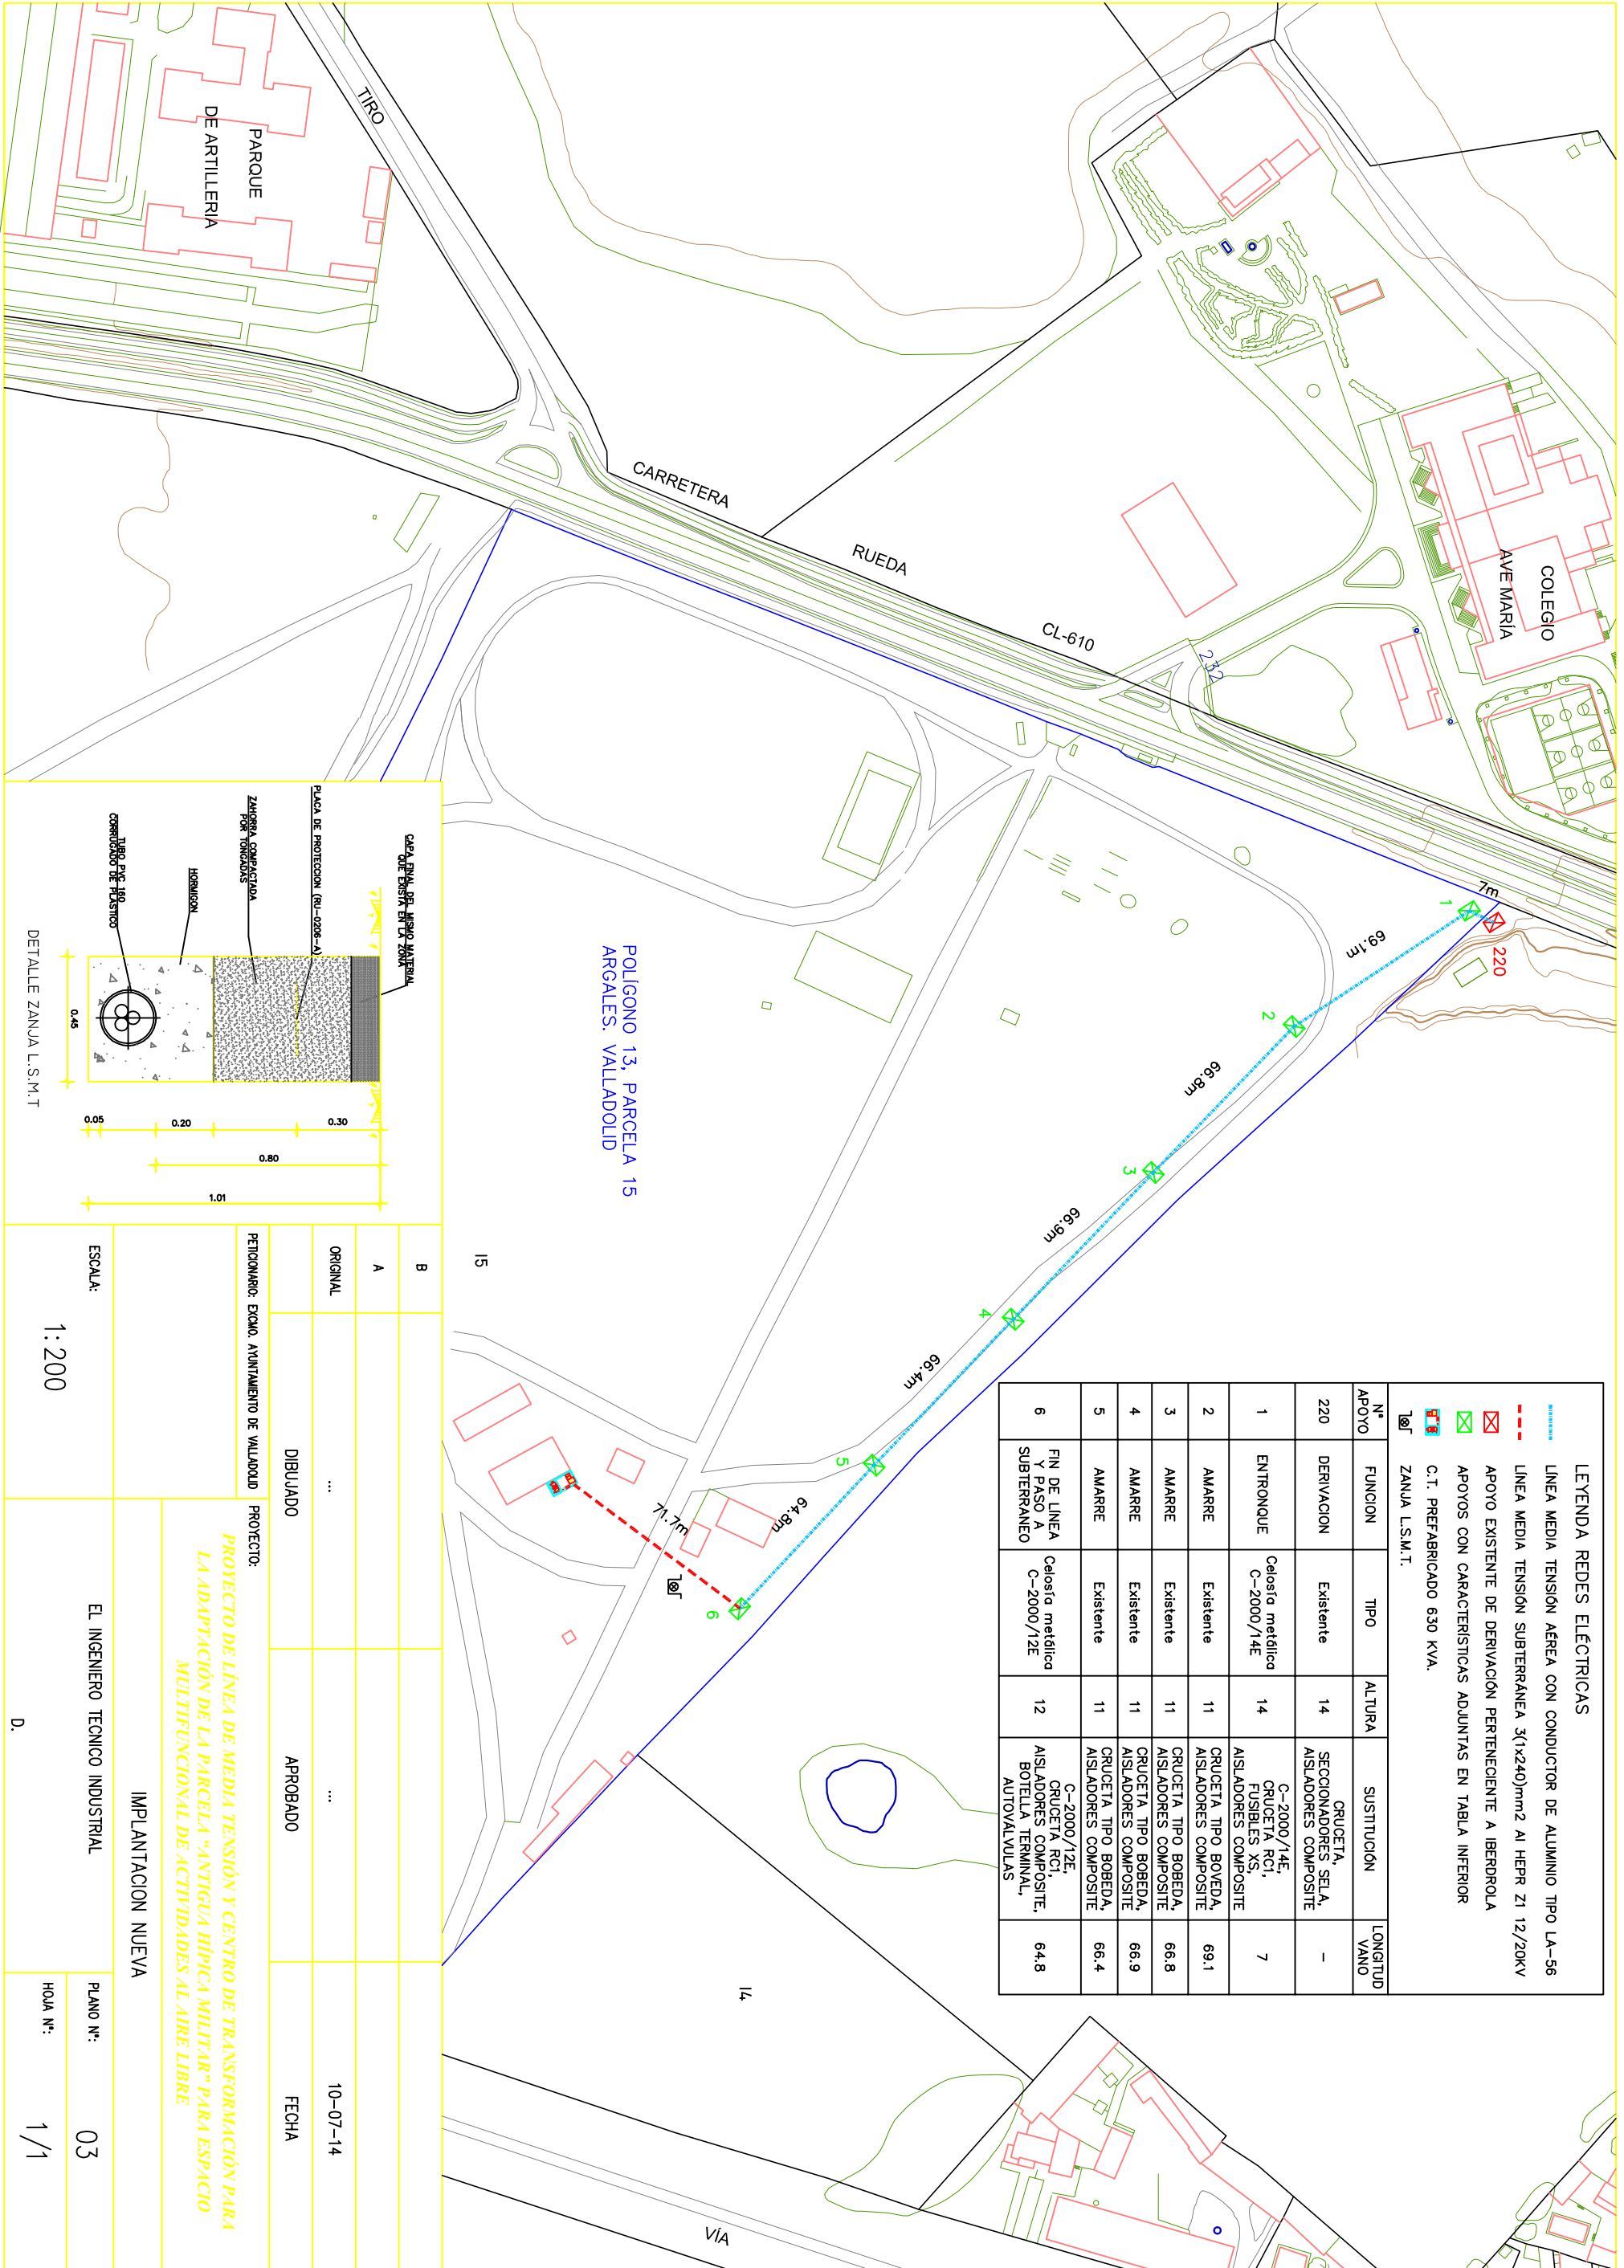 PARQUE
DE ARTILLERIA
TIRO
CARRETERA
RUEDA
CL-610
232
COLEGIO
AVE MARÍA
7m
220
1
69.1m
2
66.8m
3
66.9m
4
66.4m
5
64.8m
6
71.7m
POLÍGONO 13, PARCELA 15
ARGALES. VALLADOLID
15
14
VÍA
LEYENDA REDES ELÉCTRICAS
LÍNEA MEDIA TENSIÓN AÉREA CON CONDUCTOR DE ALUMINIO TIPO LA-56
LÍNEA MEDIA TENSIÓN SUBTERRÁNEA 3(1x240)mm2 Al HEPR Z1 12/20KV
APOYO EXISTENTE DE DERIVACIÓN PERTENECIENTE A IBERDROLA
APOYOS CON CARACTERÍSTICAS ADJUNTAS EN TABLA INFERIOR
C.T. PREFABRICADO 630 KVA.
ZANJA L.S.M.T.
Nº APOYO FUNCION TIPO ALTURA SUSTITUCIÓN LONGITUD VANO
220 DERIVACION Existente 14 CRUCETA, SECCIONADORES SELA, AISLADORES COMPOSITE -
1 ENTRONQUE Celosía metálica C-2000/14E 14 C-2000/14E, CRUCETA RC1, FUSIBLES XS, AISLADORES COMPOSITE 7
2 AMARRE Existente 11 CRUCETA TIPO BOVEDA, AISLADORES COMPOSITE 69.1
3 AMARRE Existente 11 CRUCETA TIPO BOBEDA, AISLADORES COMPOSITE 66.8
4 AMARRE Existente 11 CRUCETA TIPO BOBEDA, AISLADORES COMPOSITE 66.9
5 AMARRE Existente 11 CRUCETA TIPO BOBEDA, AISLADORES COMPOSITE 66.4
6 FIN DE LÍNEA Y PASO A SUBTERRANEO Celosía metálica C-2000/12E 12 C-2000/12E, CRUCETA RC1, AISLADORES COMPOSITE, BOTELLA TERMINAL, AUTOVALVULAS 64.8
CAPA FINAL DEL MISMO MATERIAL
QUE EXISTA EN LA ZONA
PLACA DE PROTECCION (RU-0206-A)
ZAHORRA COMPACTADA
POR TONGADAS
HORMIGON
TUBO PVC 160
CORRUGADO DE PLASTICO
0.30
0.20
0.05
0.80
1.01
0.45
DETALLE ZANJA L.S.M.T
B
A
ORIGINAL ... ... 10-07-14
DIBUJADO APROBADO FECHA
PETICIONARIO: EXCMO. AYUNTAMIENTO DE VALLADOLID
PROYECTO:
PROYECTO DE LÍNEA DE MEDIA TENSIÓN Y CENTRO DE TRANSFORMACIÓN PARA
LA ADAPTACIÓN DE LA PARCELA "ANTIGUA HÍPICA MILITAR" PARA ESPACIO
MULTIFUNCIONAL DE ACTIVIDADES AL AIRE LIBRE
IMPLANTACION NUEVA
ESCALA:
1:200
EL INGENIERO TECNICO INDUSTRIAL
D.
PLANO Nº: 03
HOJA Nº: 1/1